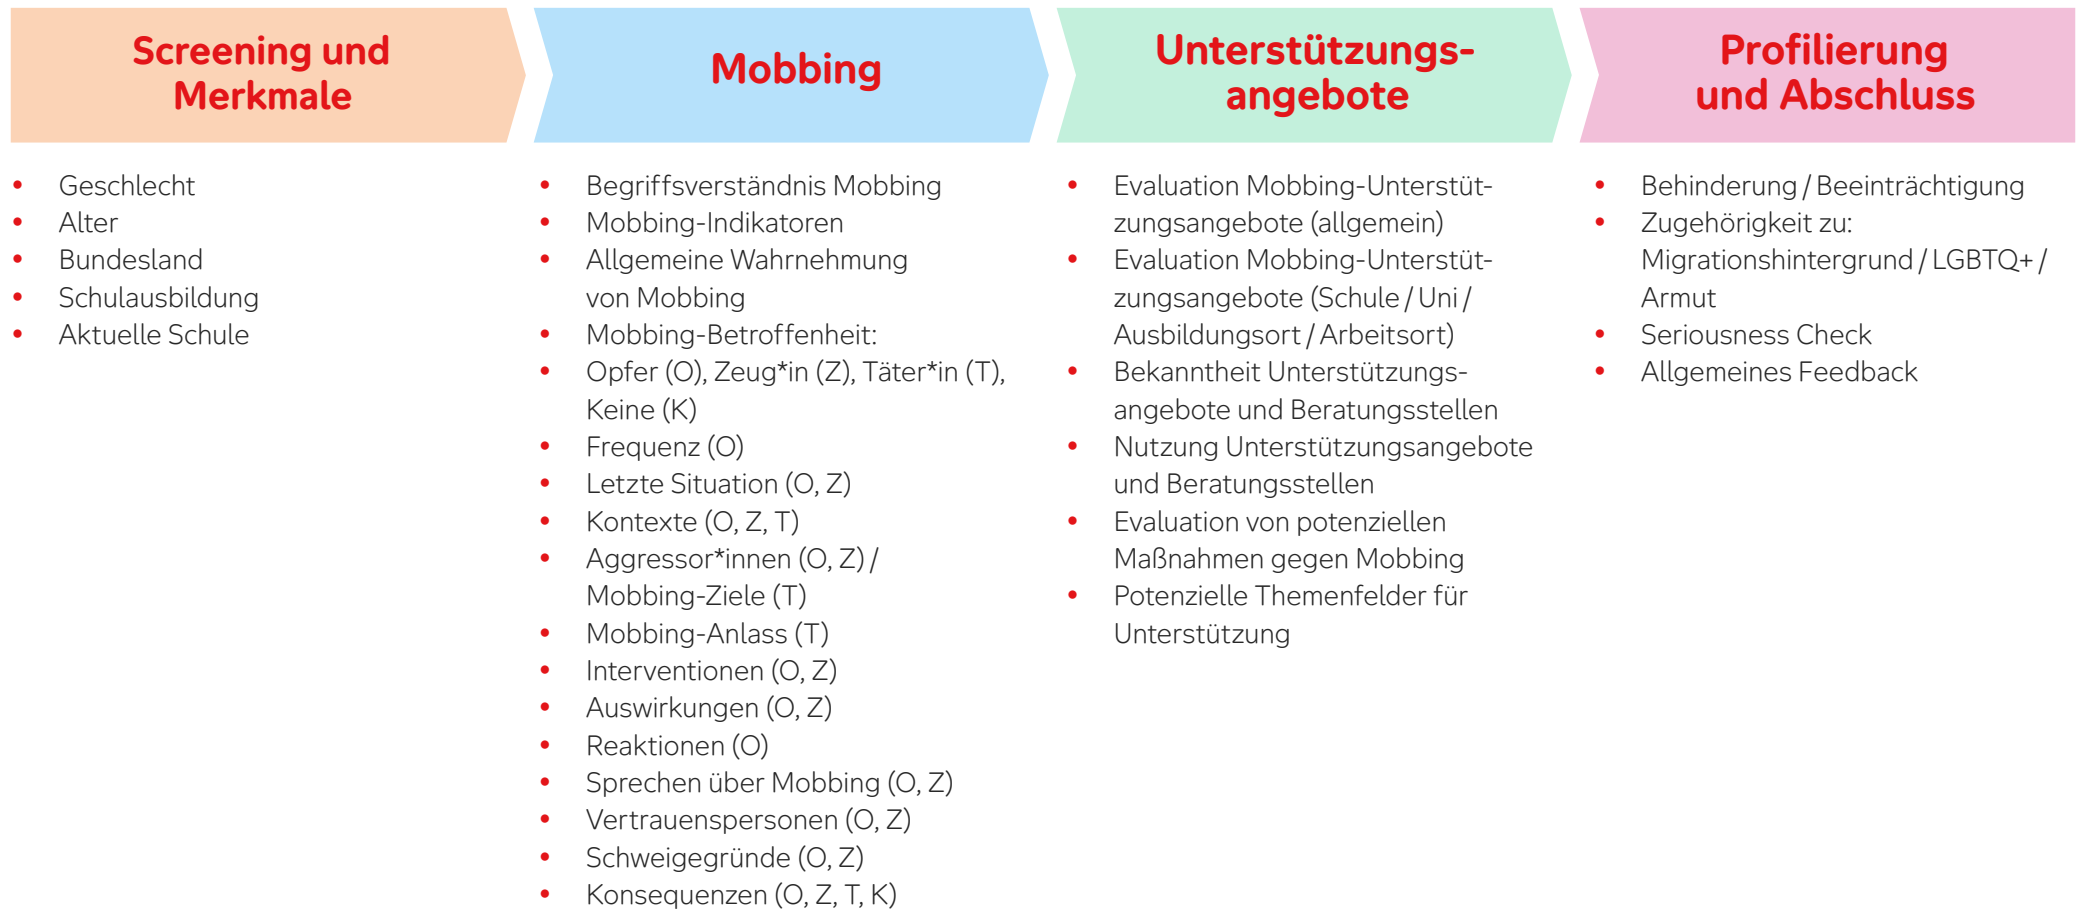 Screening und
Merkmale
• Geschlecht
• Alter
• Bundesland
• Schulausbildung
• Aktuelle Schule
Mobbing
• Begriffsverständnis Mobbing
• Mobbing-Indikatoren
• Allgemeine Wahrnehmung
von Mobbing
• Mobbing-Betroffenheit:
• Opfer (O), Zeug*in (Z), Täter*in (T),
Keine (K)
• Frequenz (O)
• Letzte Situation (O, Z)
• Kontexte (O, Z, T)
• Aggressor*innen (O, Z) /
Mobbing-Ziele (T)
• Mobbing-Anlass (T)
• Interventionen (O, Z)
• Auswirkungen (O, Z)
• Reaktionen (O)
• Sprechen über Mobbing (O, Z)
• Vertrauenspersonen (O, Z)
• Schweigegründe (O, Z)
• Konsequenzen (O, Z, T, K)
Unterstützungs-
angebote
• Evaluation Mobbing-Unterstüt-
zungsangebote (allgemein)
• Evaluation Mobbing-Unterstüt-
zungsangebote (Schule / Uni /
Ausbildungsort / Arbeitsort)
• Bekanntheit Unterstützungs-
angebote und Beratungsstellen
• Nutzung Unterstützungsangebote
und Beratungsstellen
• Evaluation von potenziellen
Maßnahmen gegen Mobbing
• Potenzielle Themenfelder für
Unterstützung
Profilierung
und Abschluss
• Behinderung / Beeinträchtigung
• Zugehörigkeit zu:
Migrationshintergrund / LGBTQ+ /
Armut
• Seriousness Check
• Allgemeines Feedback